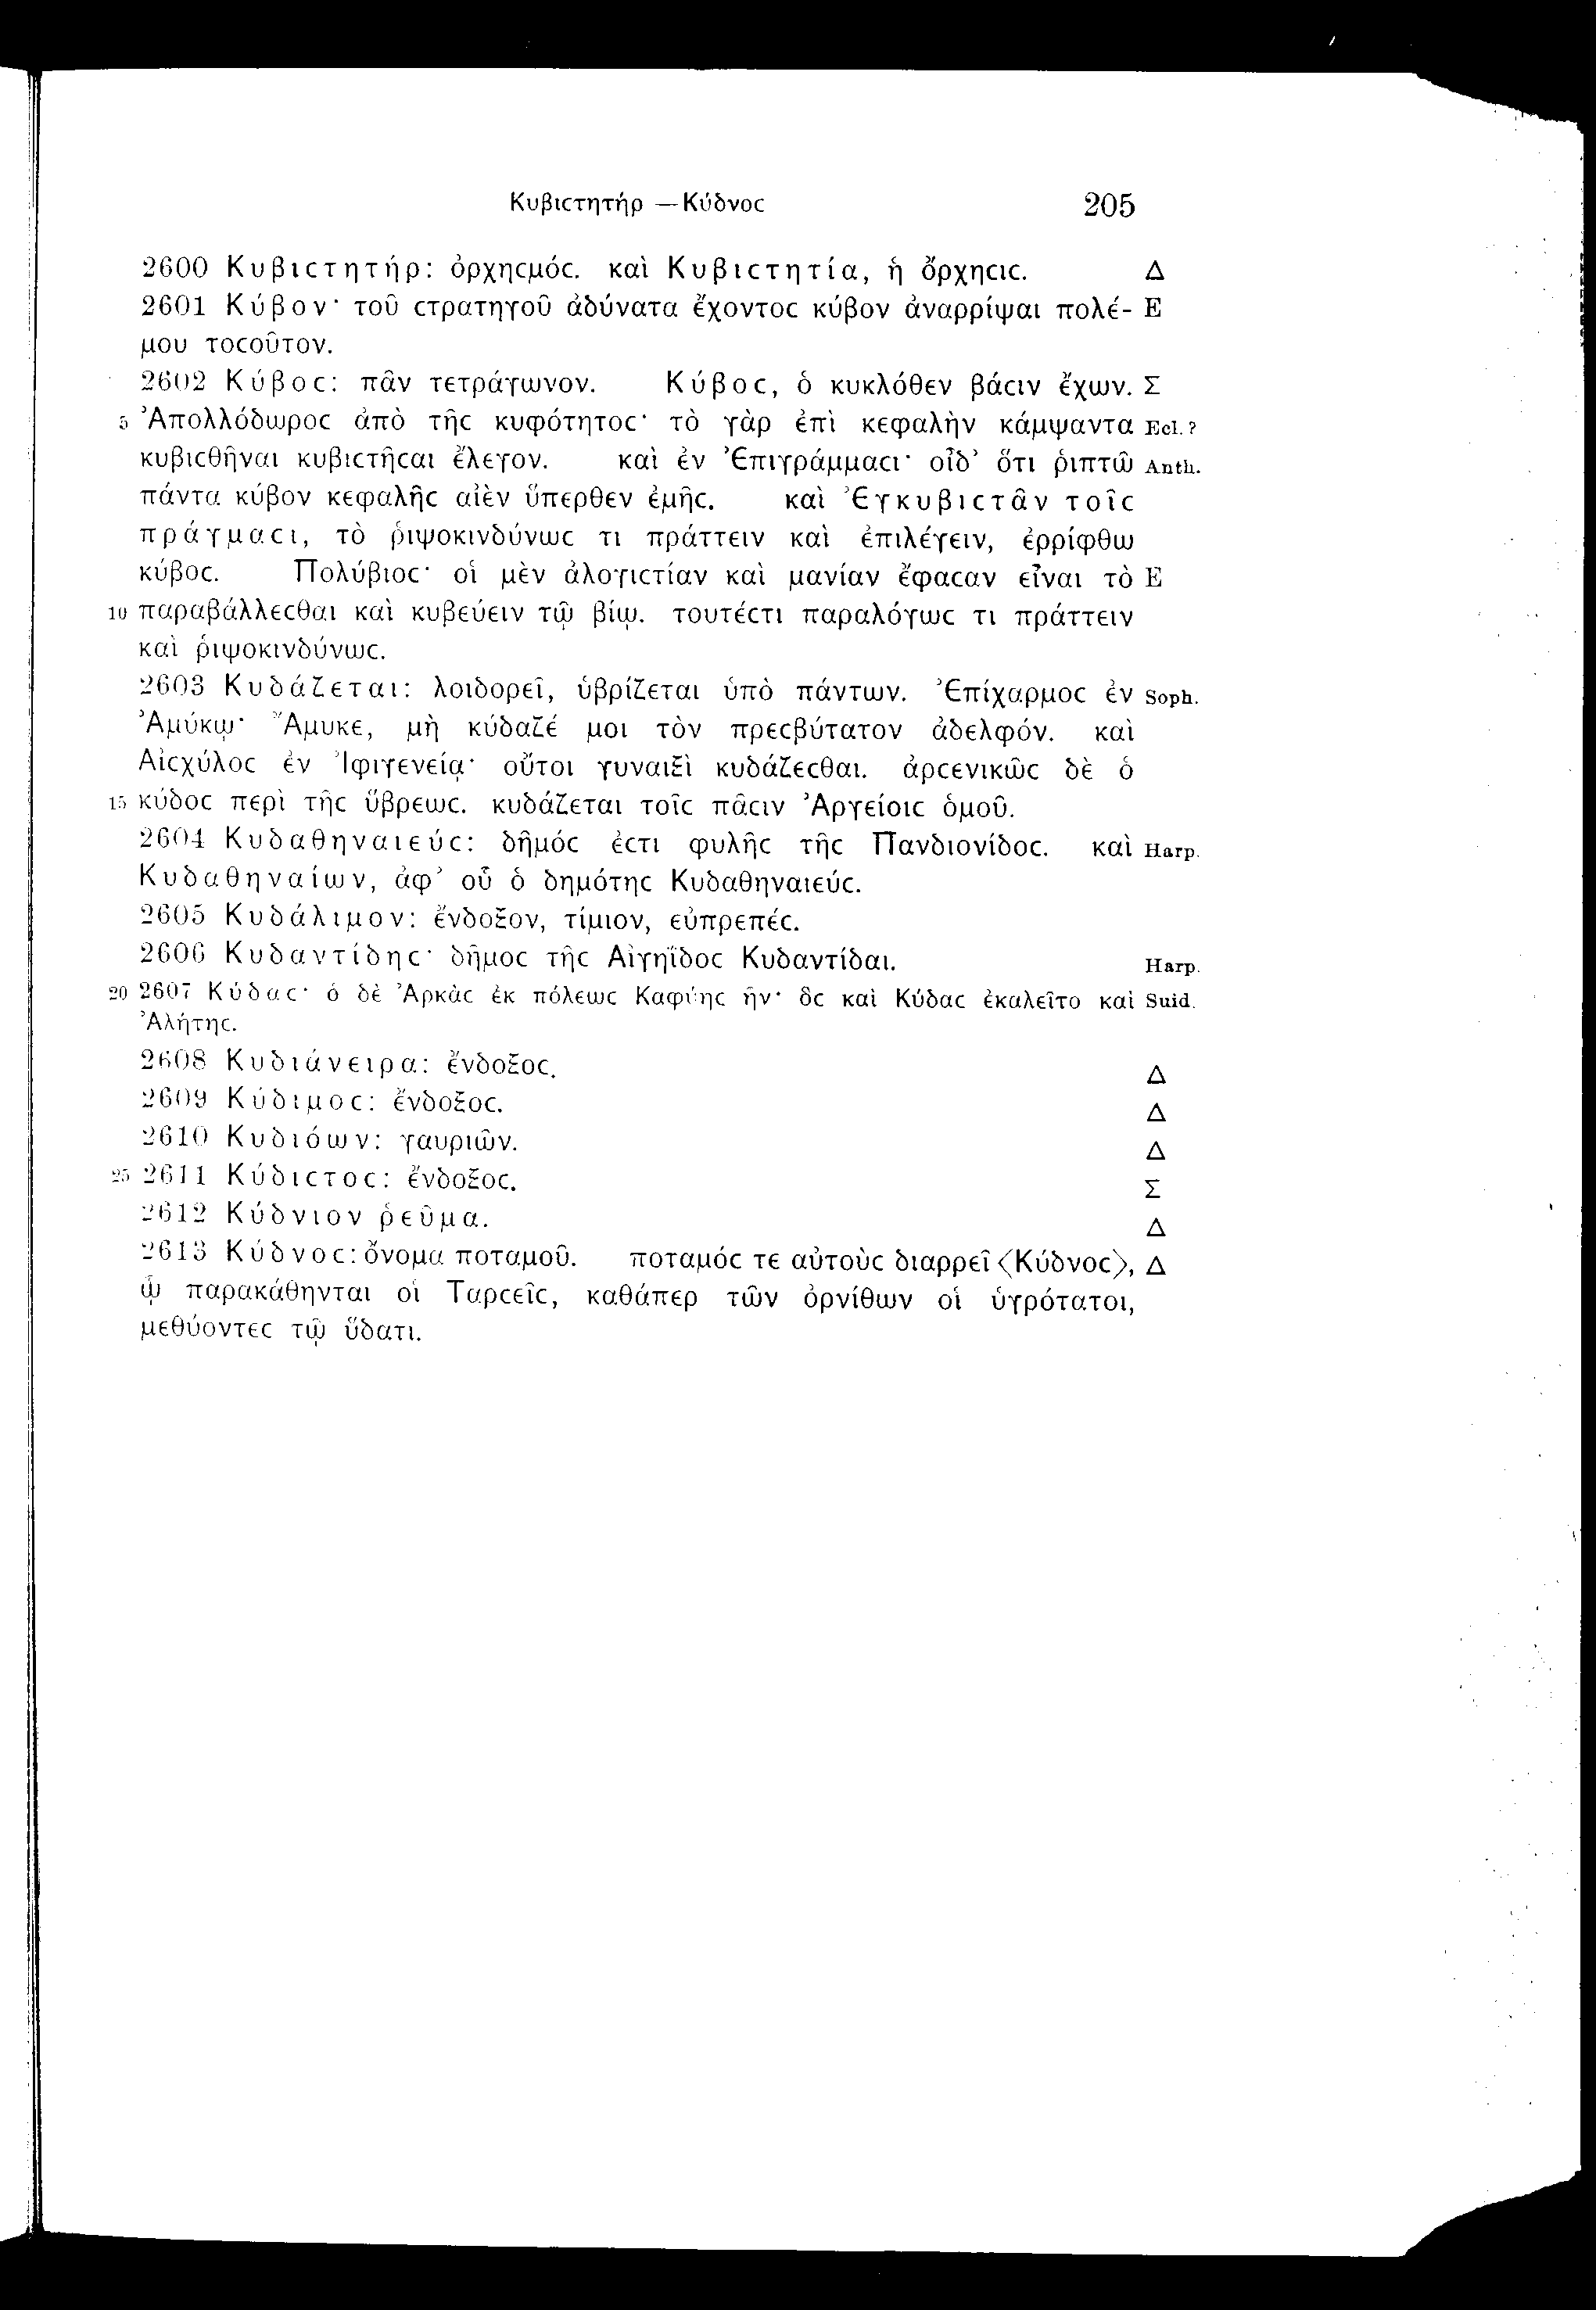 Κυβιϲτητήρ — Κύδνοϲ 205
2600 Κυβιϲτητήρ: ὀρχηϲμόϲ. καὶ Κυβιϲτητία, ἡ ὄρχηϲιϲ. Δ
2601 Κύβον· τοῦ ϲτρατηγοῦ ἀδύνατα ἔχοντοϲ κύβον ἀναρρίψαι πολέ- E
μου τοϲοῦτον.
2602 Κύβοϲ: πᾶν τετράγωνον. Κύβοϲ, ὁ κυκλόθεν βάϲιν ἔχων. Σ
5 Ἀπολλόδωροϲ ἀπὸ τῆϲ κυφότητοϲ· τὸ γὰρ ἐπὶ κεφαλὴν κάμψαντα Ecl.?
κυβιϲθῆναι κυβιϲτῆϲαι ἔλεγον. καὶ ἐν Ἐπιγράμμαϲι· οἶδ’ ὅτι ῥιπτῶ Anth.
πάντα κύβον κεφαλῆϲ αἰὲν ὕπερθεν ἐμῆϲ. καὶ Ἐγκυβιϲτᾶν τοῖϲ
πράγμαϲι, τὸ ῥιψοκινδύνωϲ τι πράττειν καὶ ἐπιλέγειν, ἐρρίφθω
κύβοϲ. Πολύβιοϲ· οἱ μὲν ἀλογιϲτίαν καὶ μανίαν ἔφαϲαν εἶναι τὸ E
10 παραβάλλεϲθαι καὶ κυβεύειν τῷ βίῳ. τουτέϲτι παραλόγωϲ τι πράττειν
καὶ ῥιψοκινδύνωϲ.
2603 Κυδάζεται: λοιδορεῖ, ὑβρίζεται ὑπὸ πάντων. Ἐπίχαρμοϲ ἐν Soph.
Ἀμύκῳ· Ἄμυκε, μὴ κύδαζέ μοι τὸν πρεϲβύτατον ἀδελφόν. καὶ
Αἰϲχύλοϲ ἐν Ἰφιγενείᾳ· οὔτοι γυναιξὶ κυδάζεϲθαι. ἀρϲενικῶϲ δὲ ὁ
15 κύδοϲ περὶ τῆϲ ὕβρεωϲ. κυδάζεται τοῖϲ πᾶϲιν Ἀργείοιϲ ὁμοῦ.
2604 Κυδαθηναιεύϲ: δῆμόϲ ἐϲτι φυλῆϲ τῆϲ Πανδιονίδοϲ. καὶ Harp.
Κυδαθηναίων, ἀφ’ οὗ ὁ δημότηϲ Κυδαθηναιεύϲ.
2605 Κυδάλιμον: ἔνδοξον, τίμιον, εὐπρεπέϲ.
2606 Κυδαντίδηϲ· δῆμοϲ τῆϲ Αἰγηΐδοϲ Κυδαντίδαι. Harp.
20 2607 Κύδαϲ· ὁ δὲ Ἀρκὰϲ ἐκ πόλεωϲ Καφύηϲ ἦν· ὃϲ καὶ Κύδαϲ ἐκαλεῖτο καὶ Suid.
Ἀλήτηϲ.
2608 Κυδιάνειρα: ἔνδοξοϲ. Δ
2609 Κύδιμοϲ: ἔνδοξοϲ. Δ
2610 Κυδιόων: γαυριῶν. Δ
25 2611 Κύδιϲτοϲ: ἔνδοξοϲ. Σ
2612 Κύδνιον ῥεῦμα. Δ
2613 Κύδνοϲ: ὄνομα ποταμοῦ. ποταμόϲ τε αὐτοὺϲ διαρρεῖ ⟨Κύδνοϲ⟩, Δ
ᾧ παρακάθηνται οἱ Ταρϲεῖϲ, καθάπερ τῶν ὀρνίθων οἱ ὑγρότατοι,
μεθύοντεϲ τῷ ὕδατι.